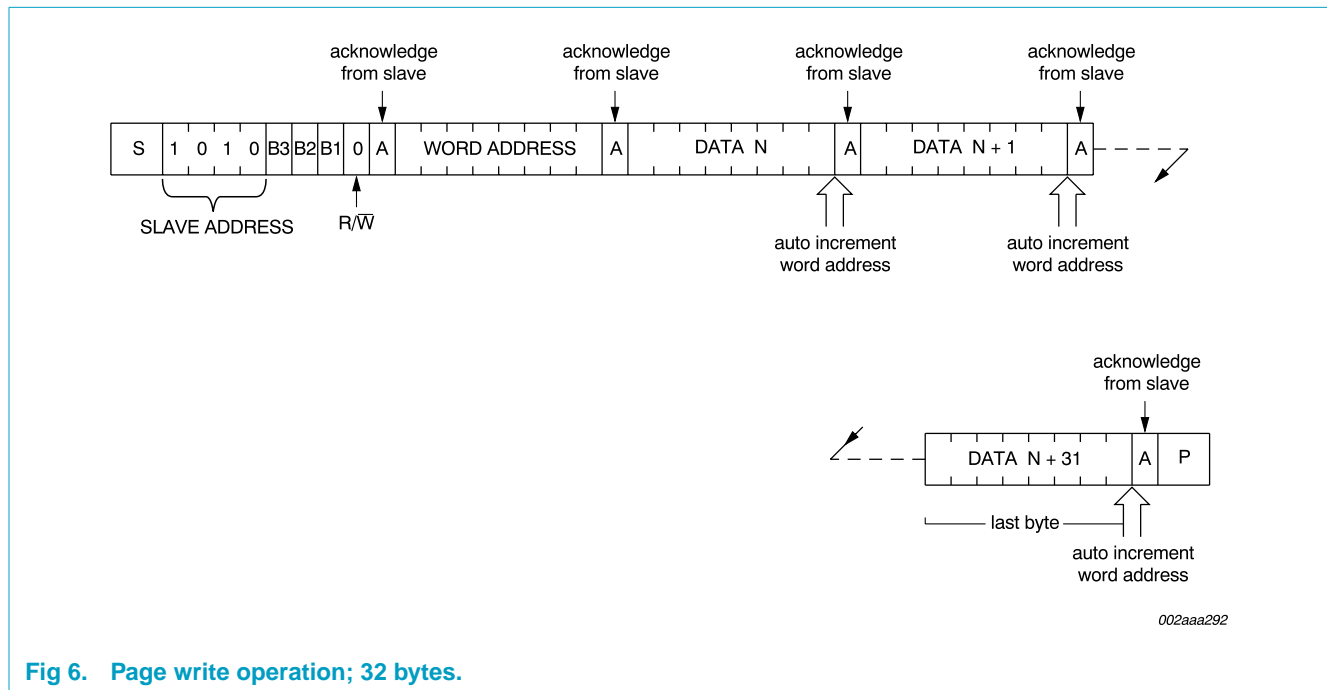 acknowledge
from slave
acknowledge
from slave
acknowledge
from slave
acknowledge
from slave
S 1 0 1 0 B3 B2 B1 0 A WORD ADDRESS A DATA N A DATA N + 1 A
SLAVE ADDRESS
R/W̅
auto increment
word address
auto increment
word address
acknowledge
from slave
DATA N + 31 A P
last byte
auto increment
word address
002aaa292
Fig 6. Page write operation; 32 bytes.